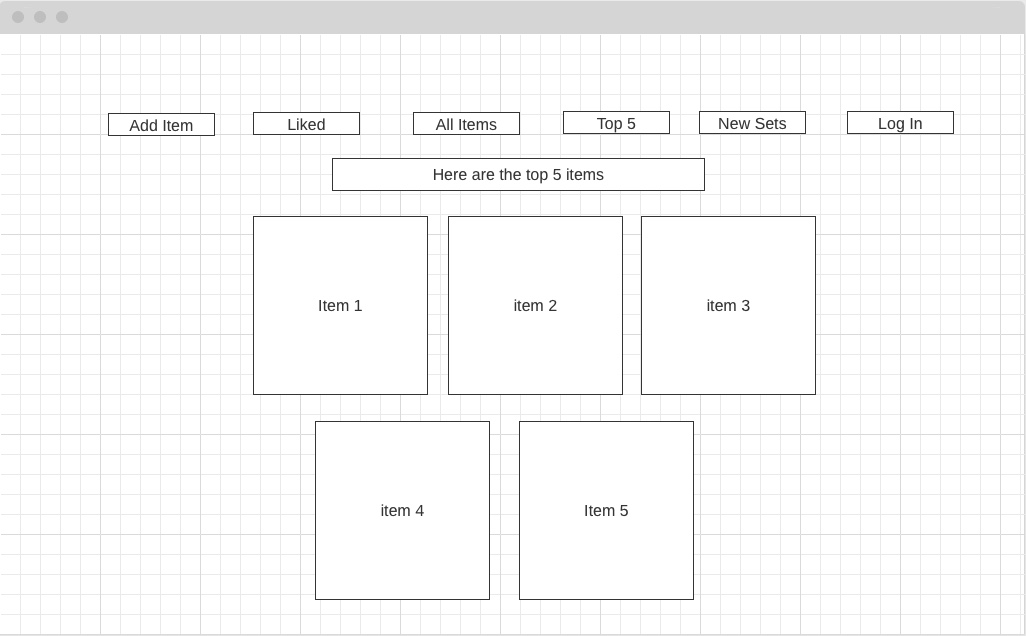 Add Item
Liked
All Items
Top 5
New Sets
Log In
Here are the top 5 items
Item 1
item 2
item 3
item 4
Item 5